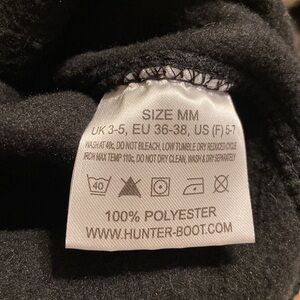 SIZE MM
UK 3-5, EU 36-38, US (F) 5-7
WASH AT 40c, DO NOT BLEACH, LOW TUMBLE DRY REDUCED CYCLE
IRON MAX TEMP 110c, DO NOT DRY CLEAN, WASH & DRY SEPARATELY
40
100% POLYESTER
WWW.HUNTER-BOOT.COM